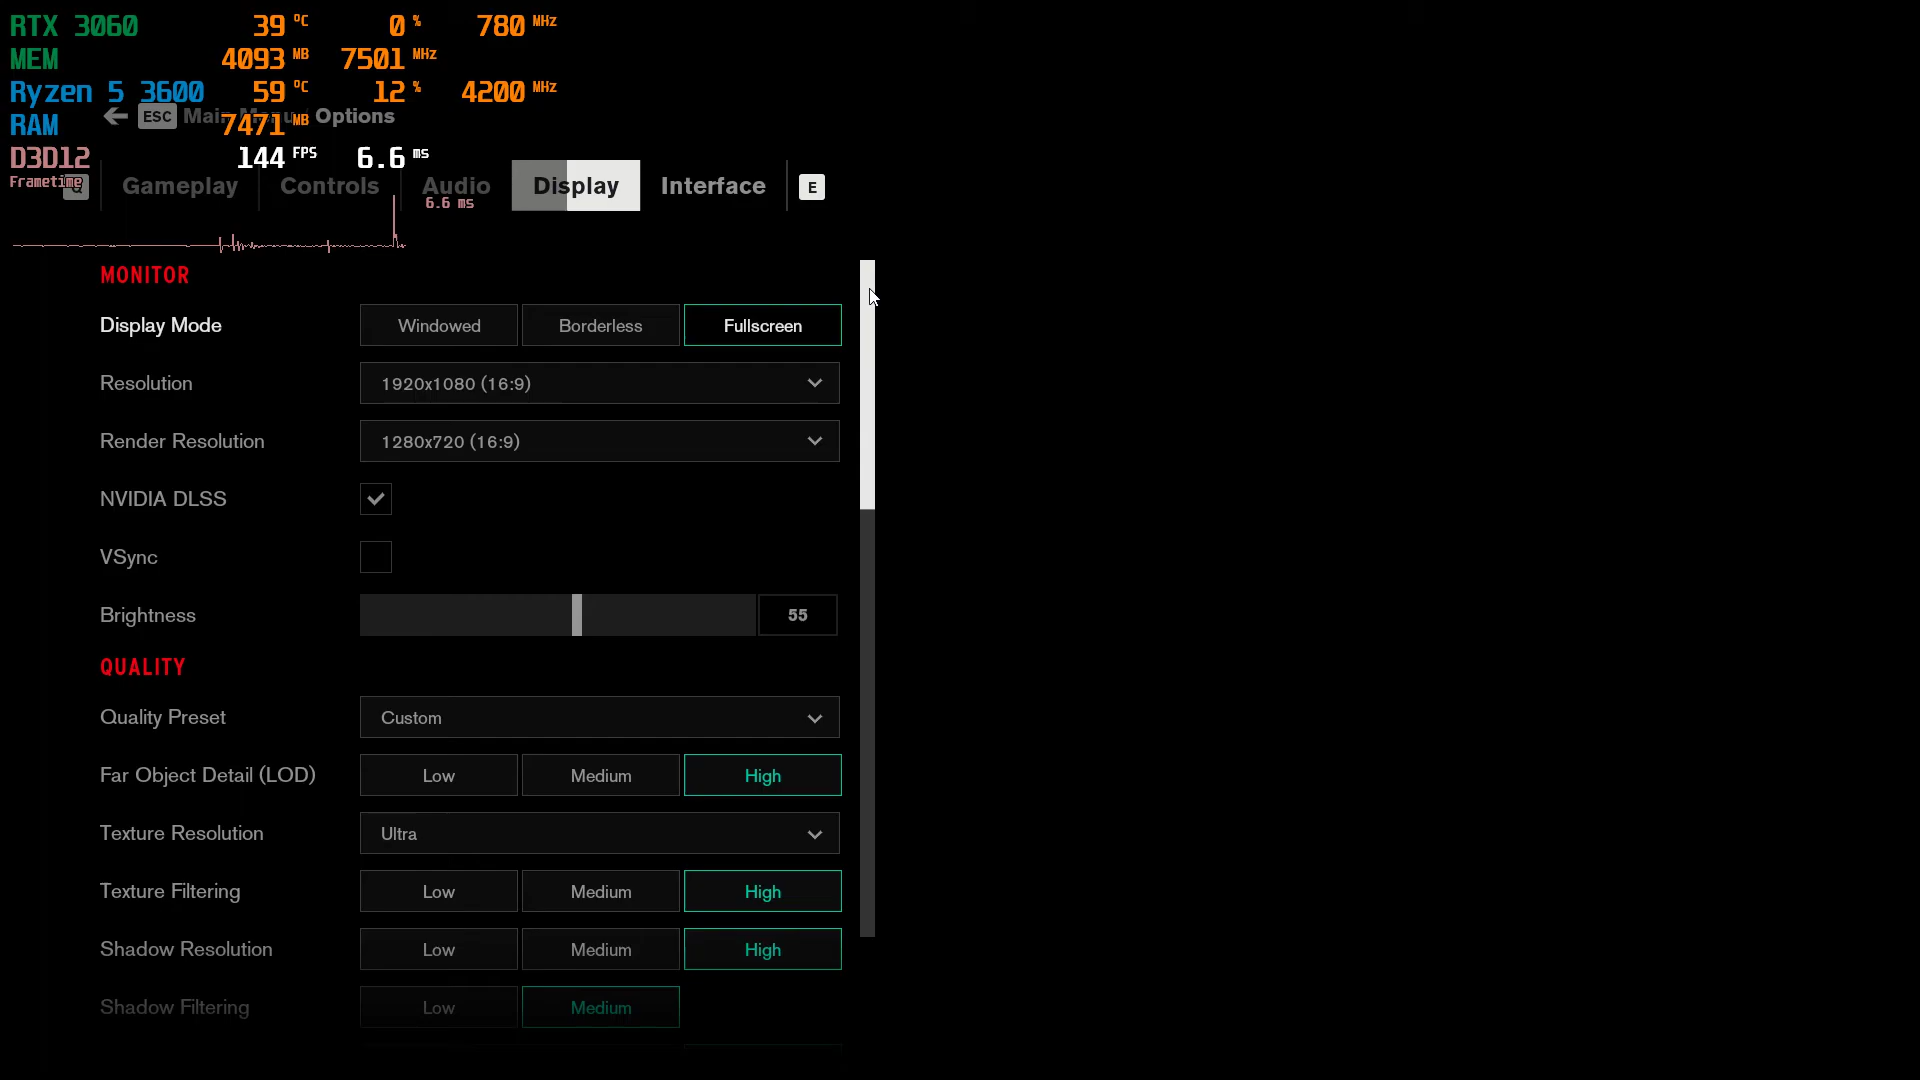 RTX 3060 39 °C 0 % 780 MHz
MEM 4093 MB 7501 MHz
Ryzen 5 3600 59 °C 12 % 4200 MHz
ESC Main Menu Options
RAM 7471 MB
D3D12 144 FPS 6.6 ms
Frametime
Q Gameplay Controls Audio Display Interface E
6.6 ms
MONITOR
Display Mode Windowed Borderless Fullscreen
Resolution 1920x1080 (16:9)
Render Resolution 1280x720 (16:9)
NVIDIA DLSS
VSync
Brightness 55
QUALITY
Quality Preset Custom
Far Object Detail (LOD) Low Medium High
Texture Resolution Ultra
Texture Filtering Low Medium High
Shadow Resolution Low Medium High
Shadow Filtering Low Medium